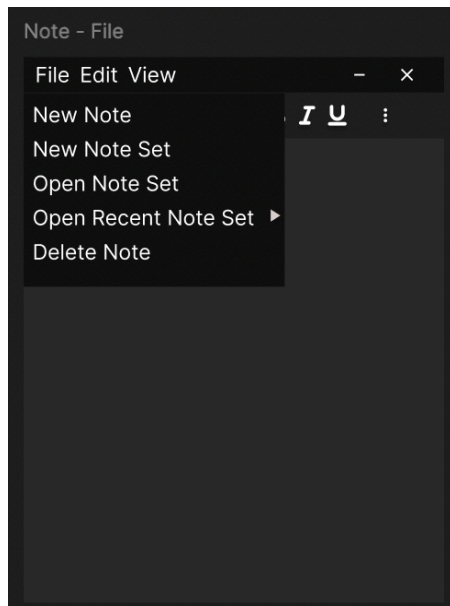 Note - File
File Edit View
I U
New Note
New Note Set
Open Note Set
Open Recent Note Set
Delete Note